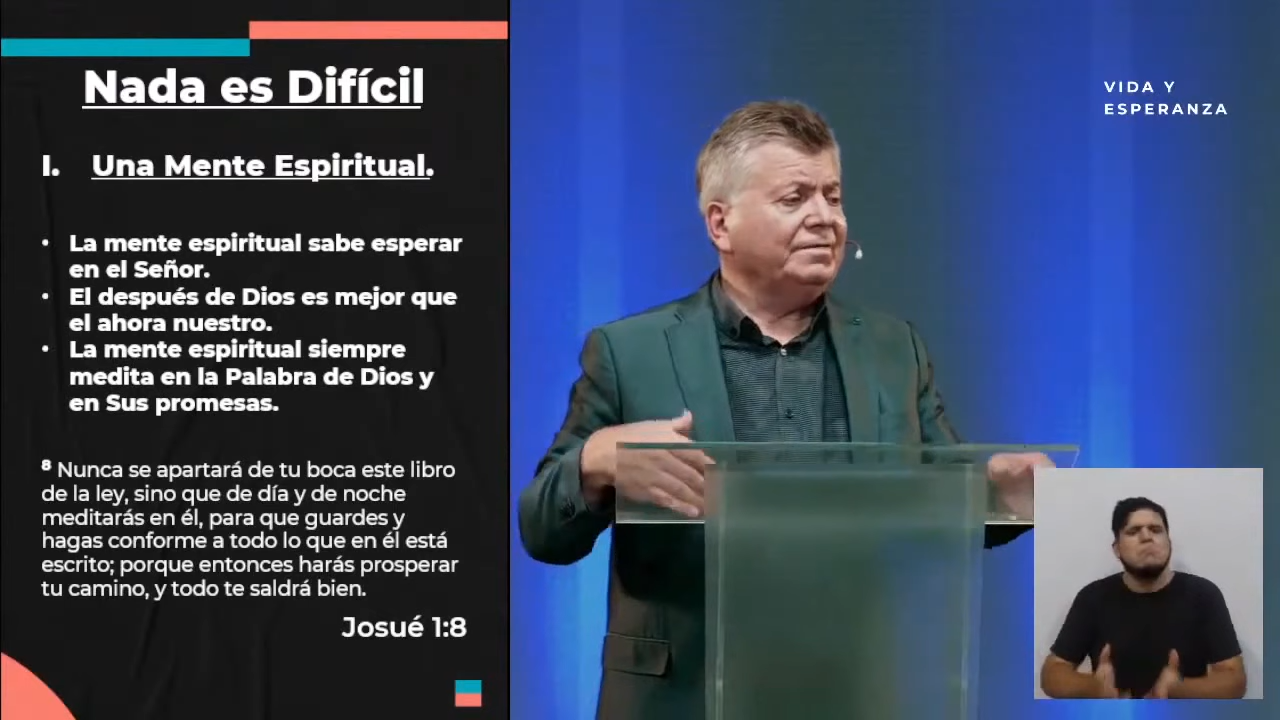 Nada es Difícil
I. Una Mente Espiritual.
• La mente espiritual sabe esperar
en el Señor.
• El después de Dios es mejor que
el ahora nuestro.
• La mente espiritual siempre
medita en la Palabra de Dios y
en Sus promesas.
⁸ Nunca se apartará de tu boca este libro
de la ley, sino que de día y de noche
meditarás en él, para que guardes y
hagas conforme a todo lo que en él está
escrito; porque entonces harás prosperar
tu camino, y todo te saldrá bien.
Josué 1:8
VIDA Y
ESPERANZA